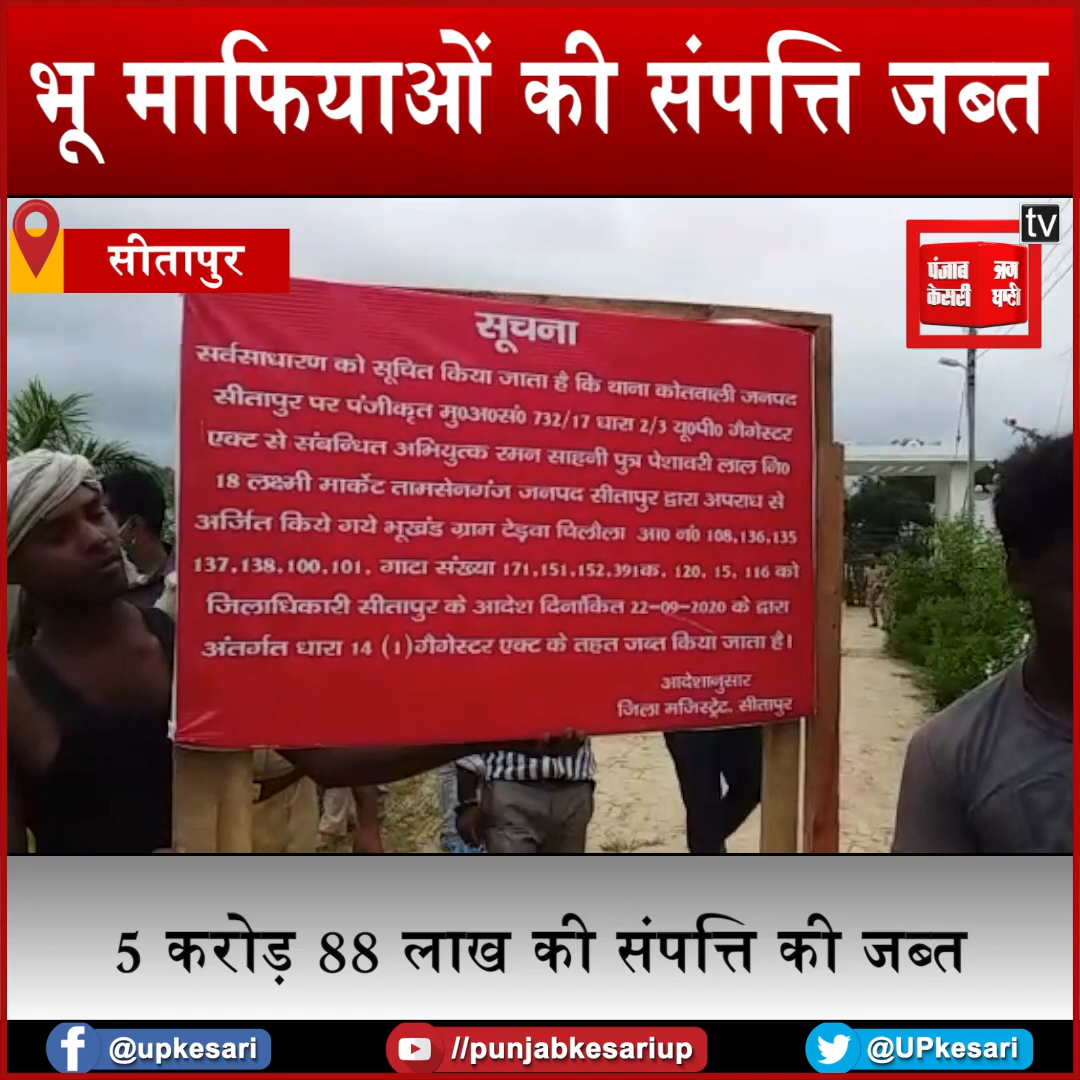 भू माफियाओं की संपत्ति जब्त
सीतापुर
tv
पंजाब केसरी
सूचना
सर्वसाधारण को सूचित किया जाता है कि थाना कोतवाली जनपद
सीतापुर पर पंजीकृत मु0अ0सं0 732/17 धारा 2/3 यू0पी0 गैगेस्टर
एक्ट से संबन्धित अभियुत्क रमन साहनी पुत्र पेशावरी लाल नि0
18 लक्ष्मी मार्केट तामसेनगंज जनपद सीतापुर द्वारा अपराध से
अर्जित किये गये भूखंड ग्राम टेड़वा चिलौला आ0 नं0 108,136,135
137,138,100,101, गाटा संख्या 171,151,152,391क, 120, 15, 116 को
जिलाधिकारी सीतापुर के आदेश दिनांकित 22-09-2020 के द्वारा
अंतर्गत धारा 14 (1)गैगेस्टर एक्ट के तहत जब्त किया जाता है।
आदेशानुसार
जिला मजिस्ट्रेट, सीतापुर
5 करोड़ 88 लाख की संपत्ति की जब्त
@upkesari
//punjabkesariup
@UPkesari